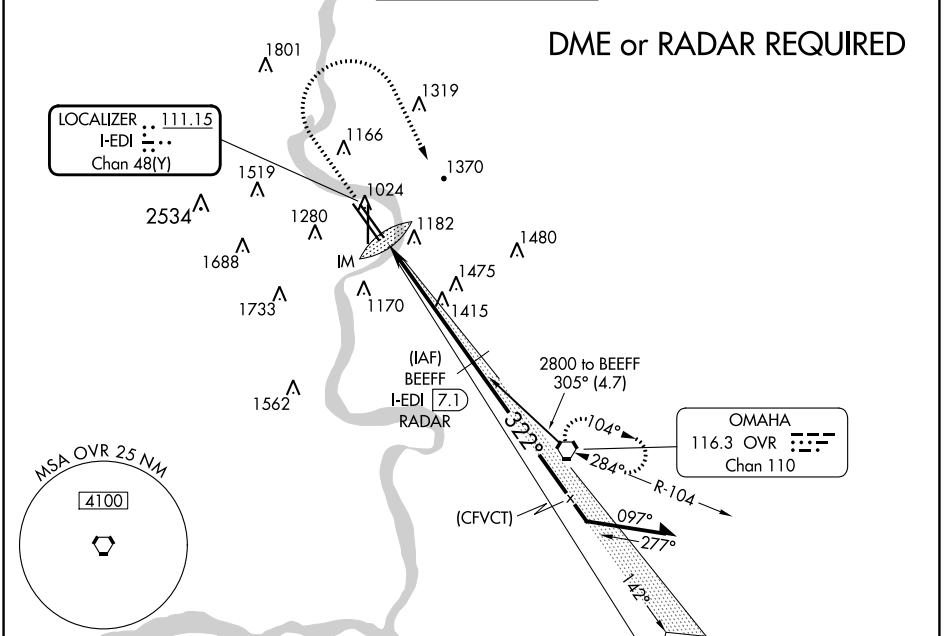 DME or RADAR REQUIRED
1801
1319
LOCALIZER 111.15
I-EDI
Chan 48(Y)
1166
1370
1519
1024
2534
1280
1182
1480
1688
IM
1475
1733
1170
1415
(IAF)
BEEFF
I-EDI 7.1
RADAR
2800 to BEEFF
305° (4.7)
1562
322°
104°
OMAHA
116.3 OVR
Chan 110
284°
R-104
MSA OVR 25 NM
4100
(CFVCT)
097°
277°
142°